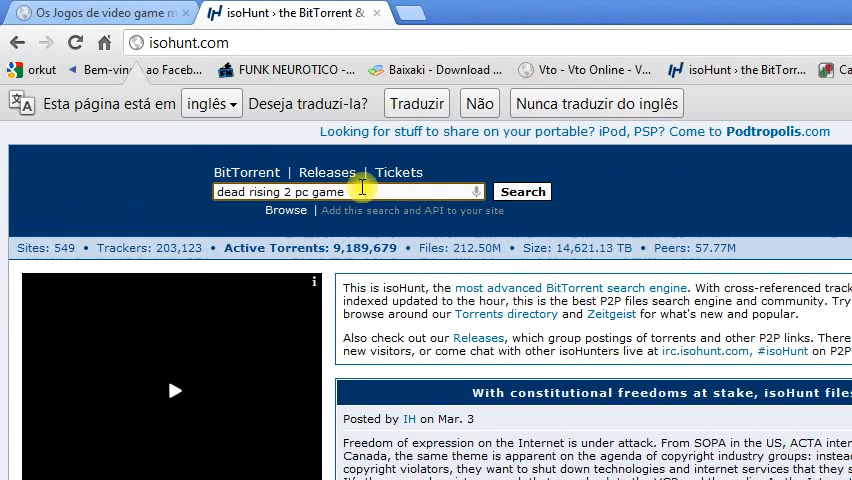 Os Jogos de video game m
isoHunt › the BitTorrent &
isohunt.com
orkut
Bem-vin
ao Faceb...
FUNK NEUROTICO -...
Baixaki - Download ...
Vto - Vto Online - V...
isoHunt › the BitTorr...
Ca
Esta página está em inglês Deseja traduzi-la? Traduzir Não Nunca traduzir do inglês
Looking for stuff to share on your portable? iPod, PSP? Come to Podtropolis.com
BitTorrent | Releases | Tickets
dead rising 2 pc game Search
Browse | Add this search and API to your site
Sites: 549 • Trackers: 203,123 • Active Torrents: 9,189,679 • Files: 212.50M • Size: 14,621.13 TB • Peers: 57.77M
This is isoHunt, the most advanced BitTorrent search engine. With cross-referenced track
indexed updated to the hour, this is the best P2P files search engine and community. Try
browse around our Torrents directory and Zeitgeist for what's new and popular.
Also check out our Releases, which group postings of torrents and other P2P links. There
new visitors, or come chat with other isoHunters live at irc.isohunt.com, #isoHunt on P2P
With constitutional freedoms at stake, isoHunt files
Posted by IH on Mar. 3
Freedom of expression on the Internet is under attack. From SOPA in the US, ACTA inter
Canada, the same theme is apparent on the agenda of copyright industry groups: instead
copyright violators, they want to shut down technologies and internet services that they s